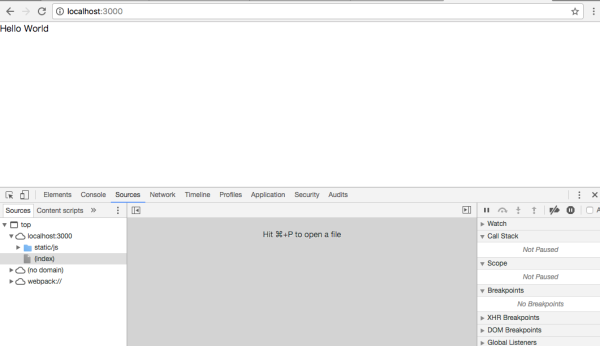 localhost:3000
Hello World
Elements Console Sources Network Timeline Profiles Application Security Audits
Sources Content scripts »
top
localhost:3000
static/js
(index)
(no domain)
webpack://
Hit ⌘+P to open a file
A
Watch
Call Stack
Not Paused
Scope
Not Paused
Breakpoints
No Breakpoints
XHR Breakpoints
DOM Breakpoints
Global Listeners